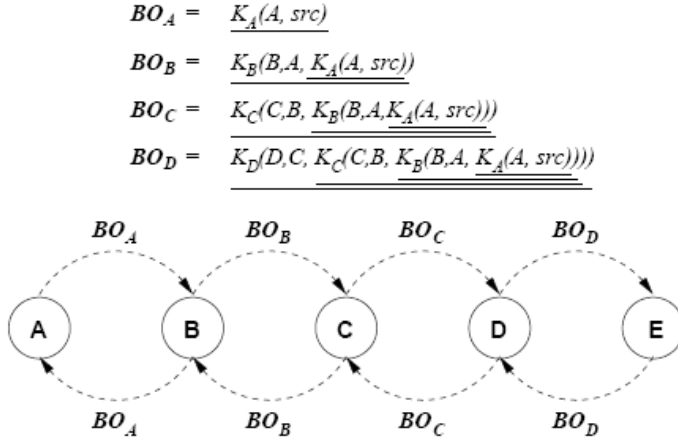 BO_A = K_A(A, src)
BO_B = K_B(B,A, K_A(A, src))
BO_C = K_C(C,B, K_B(B,A,K_A(A, src)))
BO_D = K_D(D,C, K_C(C,B, K_B(B,A, K_A(A, src))))
BO_A BO_B BO_C BO_D
A B C D E
BO_A BO_B BO_C BO_D